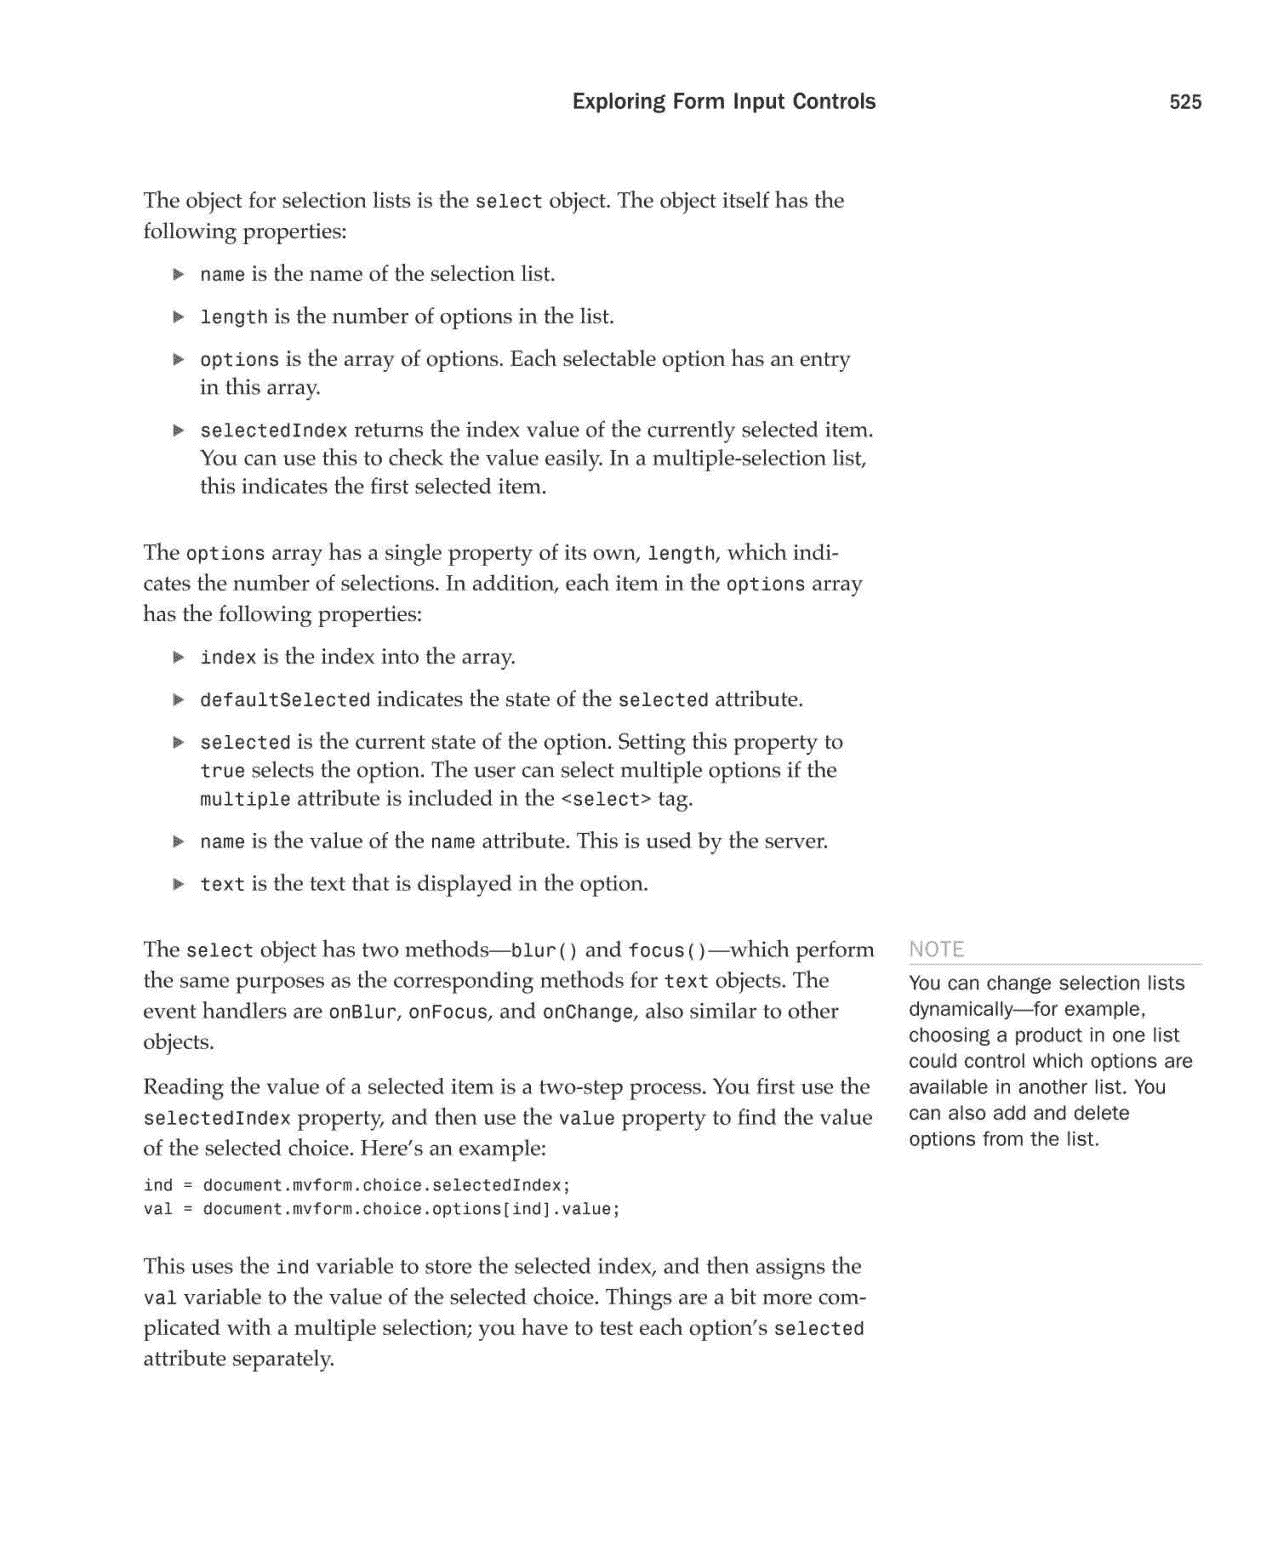 Exploring Form Input Controls 525
The object for selection lists is the select object. The object itself has the
following properties:
▶ name is the name of the selection list.
▶ length is the number of options in the list.
▶ options is the array of options. Each selectable option has an entry
in this array.
▶ selectedIndex returns the index value of the currently selected item.
You can use this to check the value easily. In a multiple-selection list,
this indicates the first selected item.
The options array has a single property of its own, length, which indi-
cates the number of selections. In addition, each item in the options array
has the following properties:
▶ index is the index into the array.
▶ defaultSelected indicates the state of the selected attribute.
▶ selected is the current state of the option. Setting this property to
true selects the option. The user can select multiple options if the
multiple attribute is included in the <select> tag.
▶ name is the value of the name attribute. This is used by the server.
▶ text is the text that is displayed in the option.
The select object has two methods—blur() and focus()—which perform
the same purposes as the corresponding methods for text objects. The
event handlers are onBlur, onFocus, and onChange, also similar to other
objects.
Reading the value of a selected item is a two-step process. You first use the
selectedIndex property, and then use the value property to find the value
of the selected choice. Here's an example:
ind = document.mvform.choice.selectedIndex;
val = document.mvform.choice.options[ind].value;
This uses the ind variable to store the selected index, and then assigns the
val variable to the value of the selected choice. Things are a bit more com-
plicated with a multiple selection; you have to test each option's selected
attribute separately.
NOTE
You can change selection lists
dynamically—for example,
choosing a product in one list
could control which options are
available in another list. You
can also add and delete
options from the list.